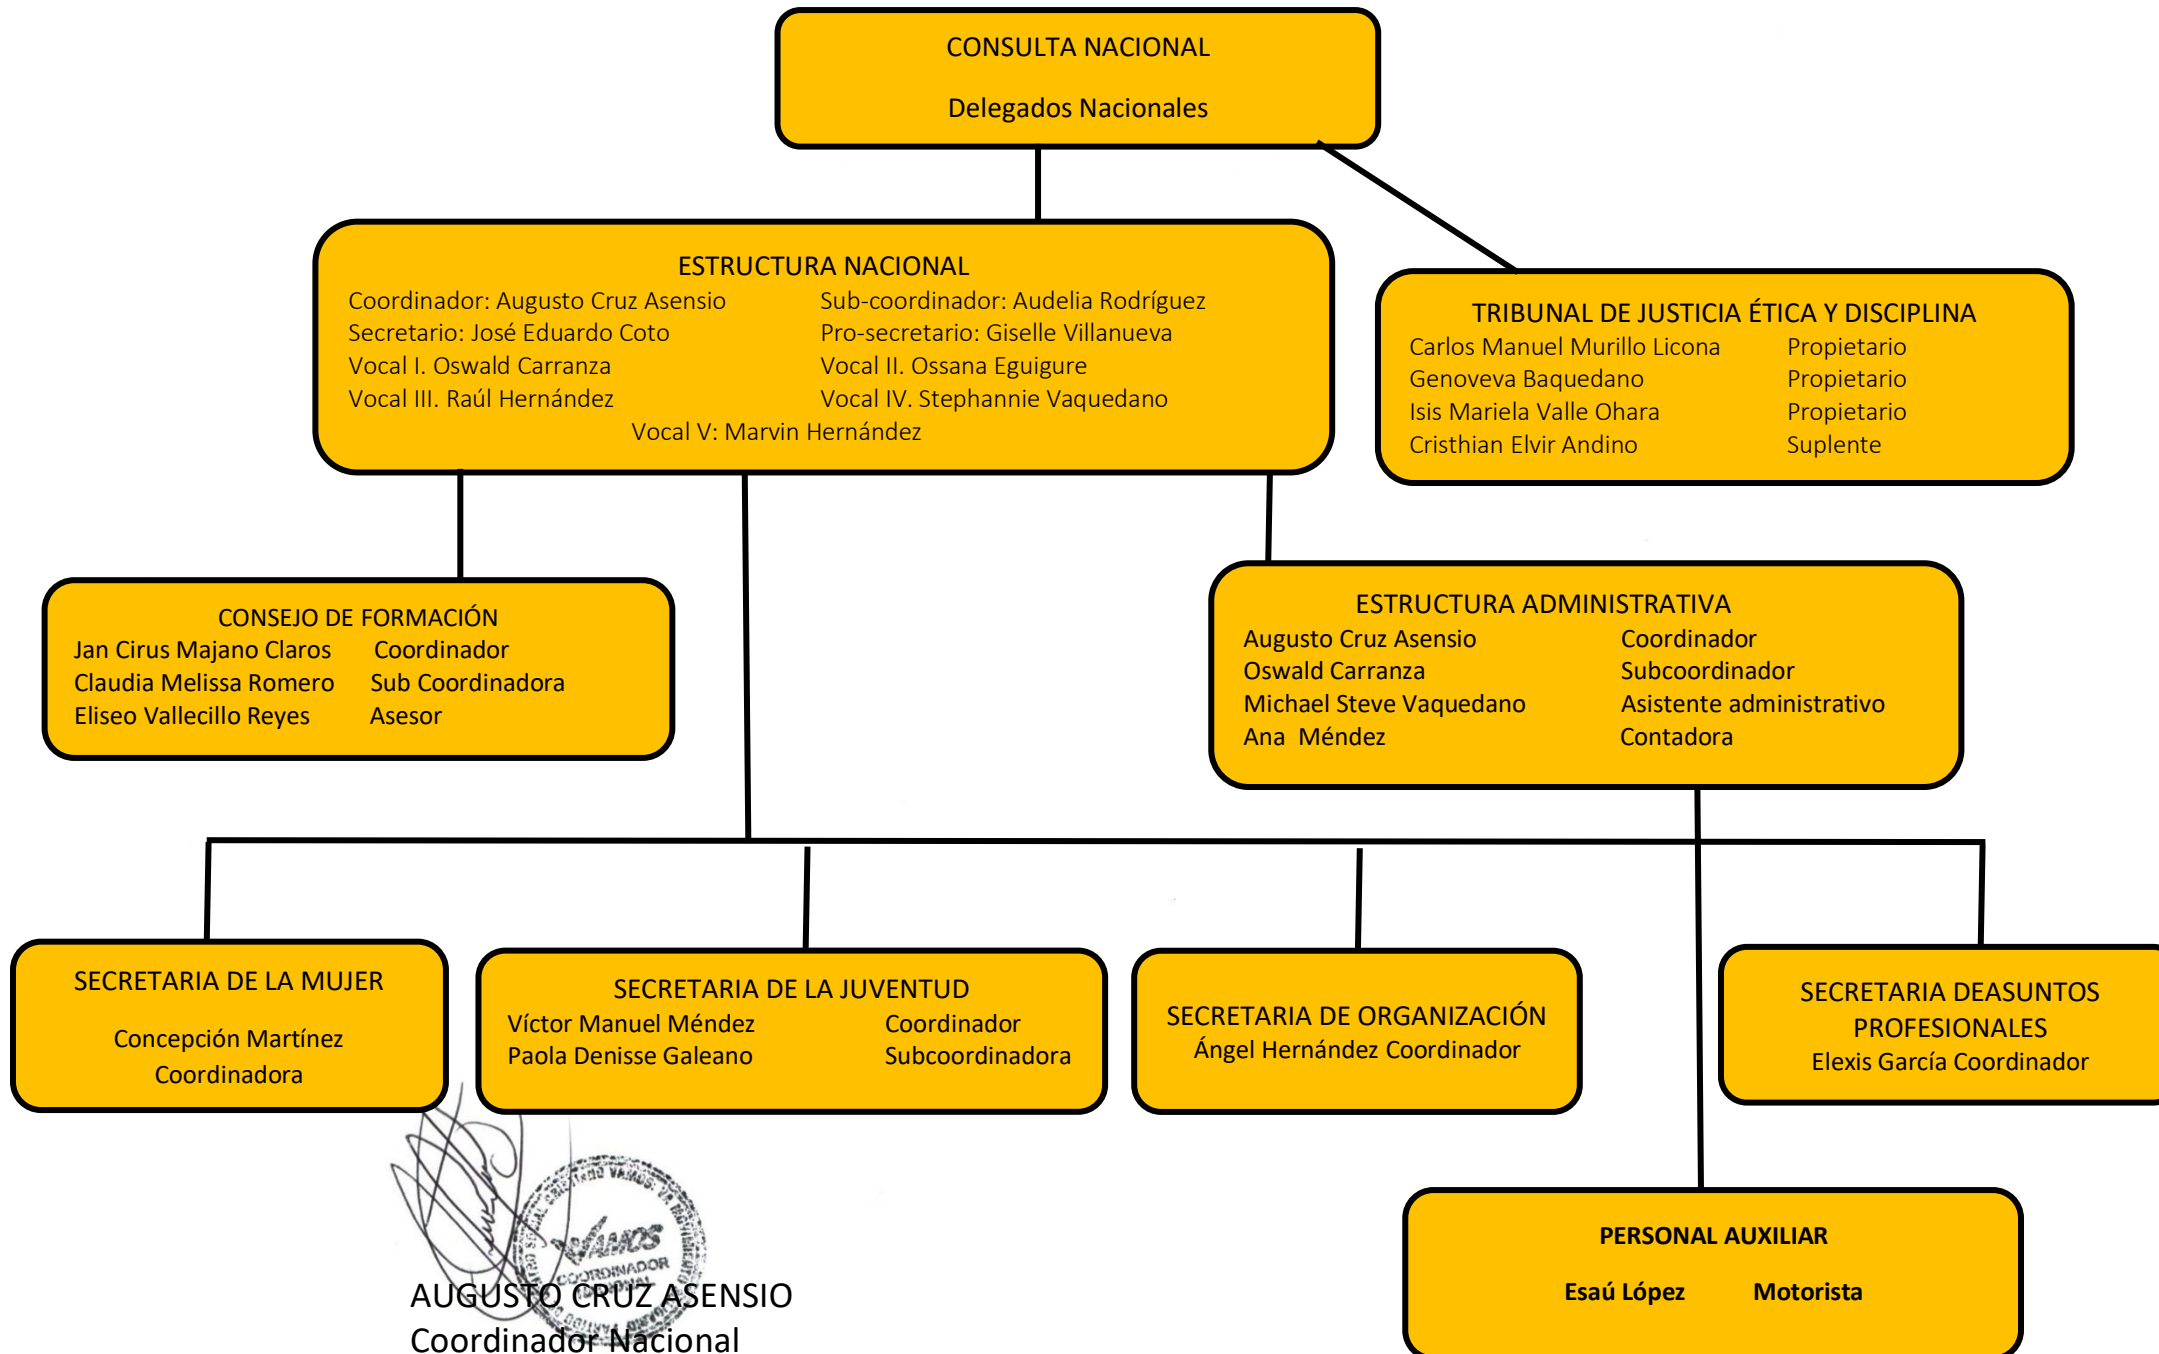 CONSULTA NACIONAL
Delegados Nacionales
ESTRUCTURA NACIONAL
Coordinador: Augusto Cruz Asensio Sub-coordinador: Audelia Rodríguez
Secretario: José Eduardo Coto Pro-secretario: Giselle Villanueva
Vocal I. Oswald Carranza Vocal II. Ossana Eguigure
Vocal III. Raúl Hernández Vocal IV. Stephannie Vaquedano
Vocal V: Marvin Hernández
TRIBUNAL DE JUSTICIA ÉTICA Y DISCIPLINA
Carlos Manuel Murillo Licona Propietario
Genoveva Baquedano Propietario
Isis Mariela Valle Ohara Propietario
Cristhian Elvir Andino Suplente
CONSEJO DE FORMACIÓN
Jan Cirus Majano Claros Coordinador
Claudia Melissa Romero Sub Coordinadora
Eliseo Vallecillo Reyes Asesor
ESTRUCTURA ADMINISTRATIVA
Augusto Cruz Asensio Coordinador
Oswald Carranza Subcoordinador
Michael Steve Vaquedano Asistente administrativo
Ana Méndez Contadora
SECRETARIA DE LA MUJER
Concepción Martínez
Coordinadora
SECRETARIA DE LA JUVENTUD
Víctor Manuel Méndez Coordinador
Paola Denisse Galeano Subcoordinadora
SECRETARIA DE ORGANIZACIÓN
Ángel Hernández Coordinador
SECRETARIA DEASUNTOS
PROFESIONALES
Elexis García Coordinador
PERSONAL AUXILIAR
Esaú López Motorista
VAMOS
COORDINADOR
AUGUSTO CRUZ ASENSIO
Coordinador Nacional